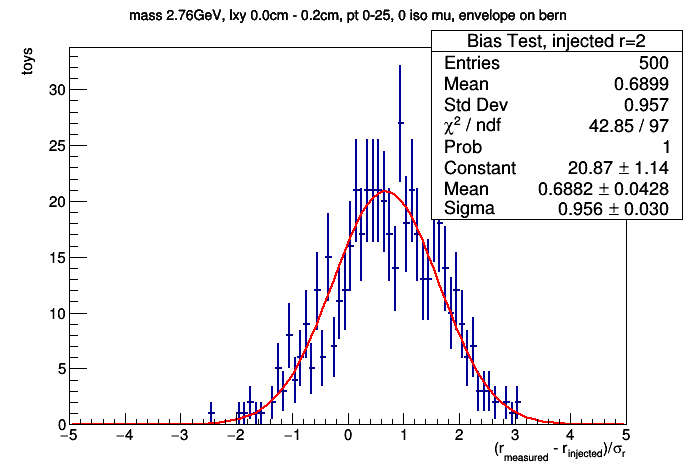 mass 2.76GeV, lxy 0.0cm - 0.2cm, pt 0-25, 0 iso mu, envelope on bern
Bias Test, injected r=2
Entries 500
Mean 0.6899
Std Dev 0.957
χ² / ndf 42.85 / 97
Prob 1
Constant 20.87 ± 1.14
Mean 0.6882 ± 0.0428
Sigma 0.956 ± 0.030
toys
30
25
20
15
10
5
0
−5 −4 −3 −2 −1 0 1 2 3 4 5
(r_measured - r_injected)/σ_r